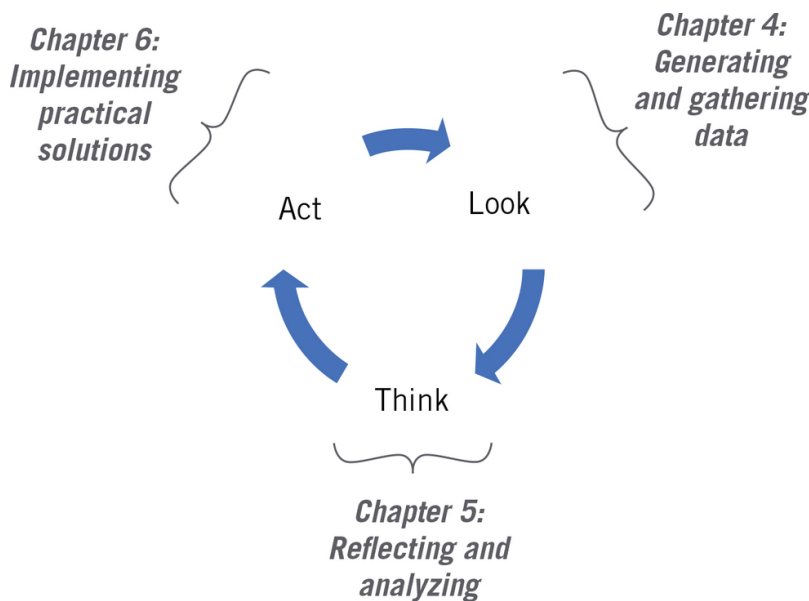 Chapter 6:
Implementing
practical
solutions
Chapter 4:
Generating
and gathering
data
Act
Look
Think
Chapter 5:
Reflecting and
analyzing